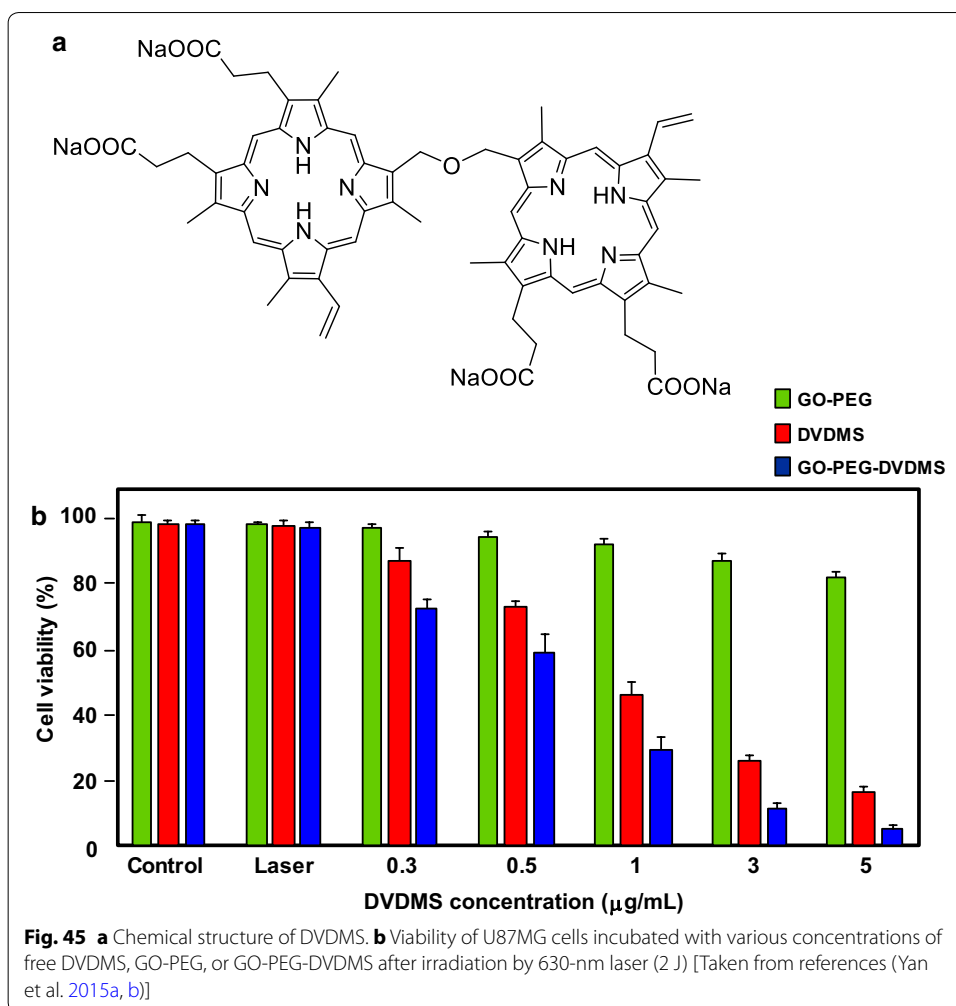 a
NaOOC
NaOOC
N
H
N
N
H
N
O
N
HN
NH
N
NaOOC
COONa
GO-PEG
DVDMS
GO-PEG-DVDMS
b
100
80
60
40
20
0
Cell viability (%)
Control Laser 0.3 0.5 1 3 5
DVDMS concentration (μg/mL)
Fig. 45 a Chemical structure of DVDMS. b Viability of U87MG cells incubated with various concentrations of
free DVDMS, GO-PEG, or GO-PEG-DVDMS after irradiation by 630-nm laser (2 J) [Taken from references (Yan
et al. 2015a, b)]